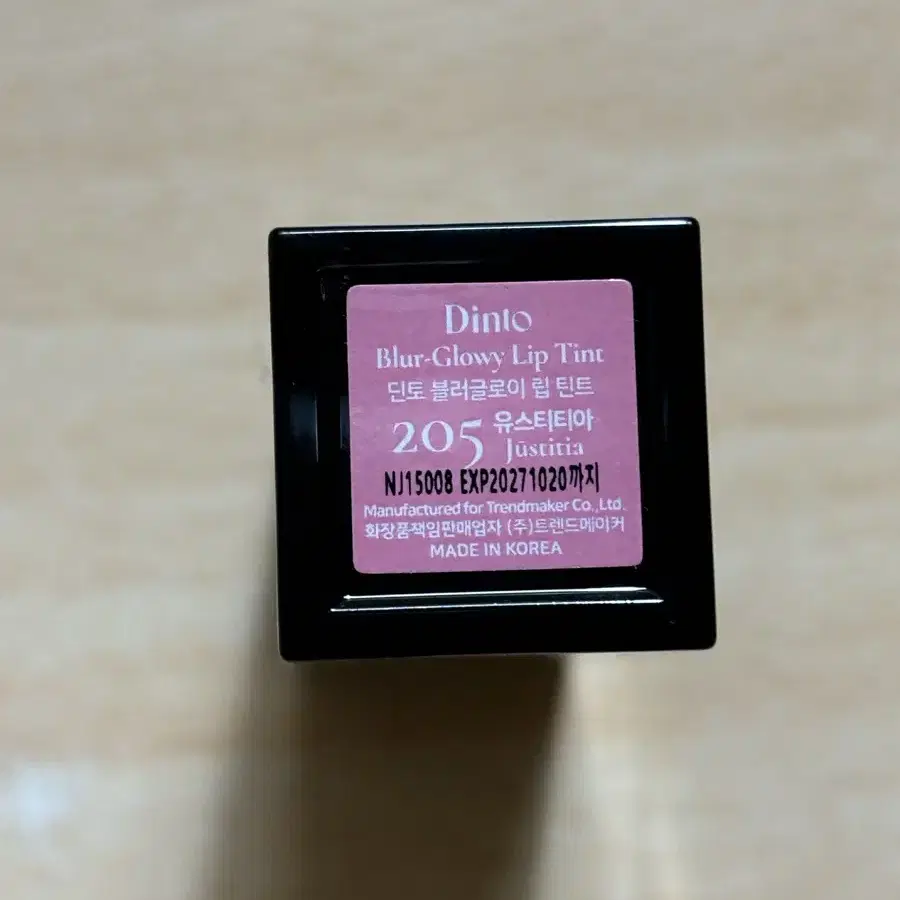 Dinto
Blur-Glowy Lip Tint
딘토 블러글로이 립 틴트
205 유스티티아
Jūstitia
NJ15008 EXP20271020까지
Manufactured for Trendmaker Co.,Ltd.
화장품책임판매업자 (주)트렌드메이커
MADE IN KOREA